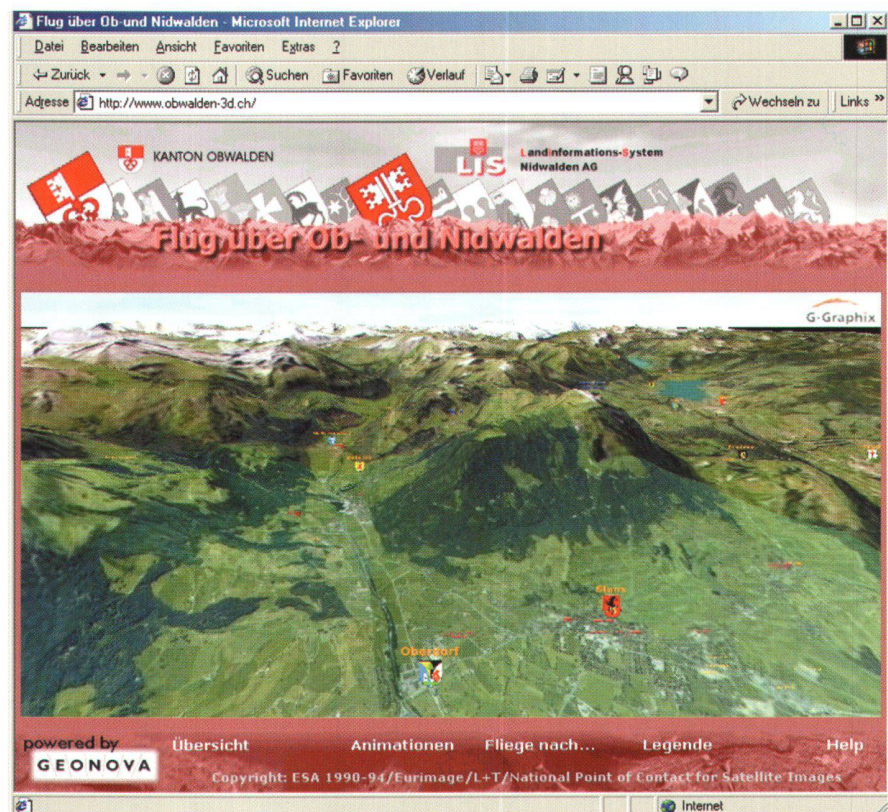 Flug über Ob-und Nidwalden - Microsoft Internet Explorer
Datei Bearbeiten Ansicht Favoriten Extras ?
Zurück Suchen Favoriten Verlauf
Adresse http://www.obwalden-3d.ch/ Wechseln zu Links »
KANTON OBWALDEN
LIS
LandInformations-System
Nidwalden AG
Flug über Ob- und Nidwalden
G-Graphix
Stans
Oberdorf
powered by
GEONOVA
Übersicht Animationen Fliege nach... Legende Help
Copyright: ESA 1990-94/Eurimage/L+T/National Point of Contact for Satellite Images
Internet